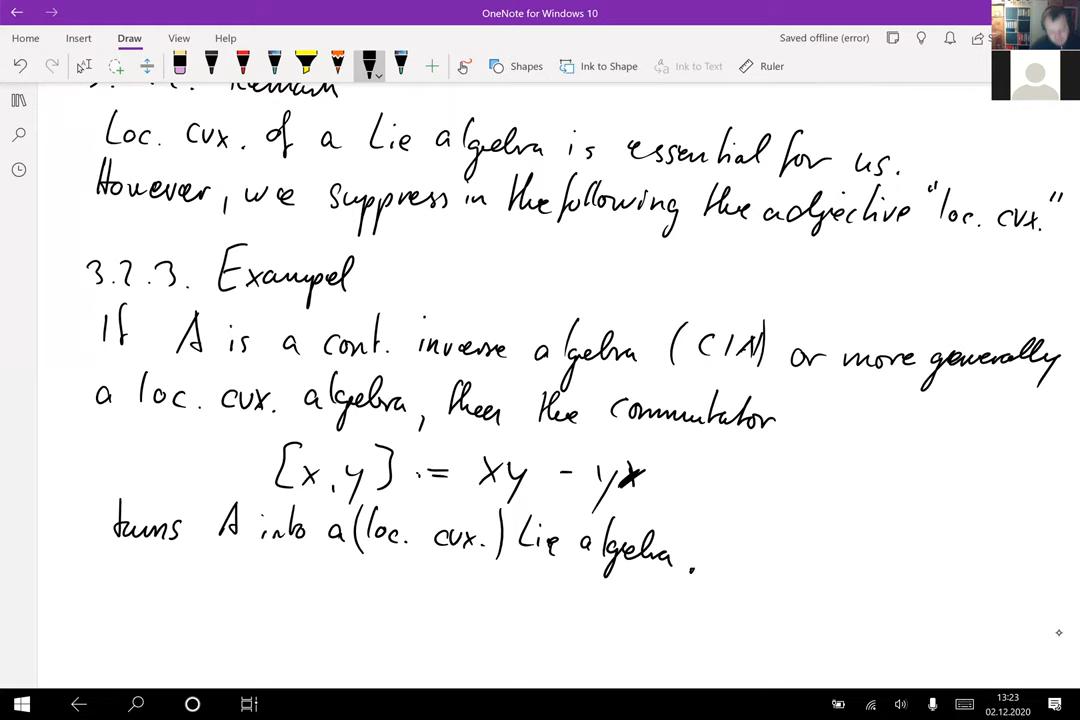 OneNote for Windows 10
Home Insert Draw View Help Saved offline (error)
Shapes Ink to Shape Ink to Text Ruler
Remark
Loc. cvx. of a Lie algebra is essential for us.
However, we suppress in the following the adjective "loc. cvx."
3.2.3. Exampel
If A is a cont. inverse algebra (CIA) or more generally
a loc. cvx. algebra, then the commutator
[x,y] := xy - yx
turns A into a (loc. cvx.) Lie algebra.
13:23
02.12.2020